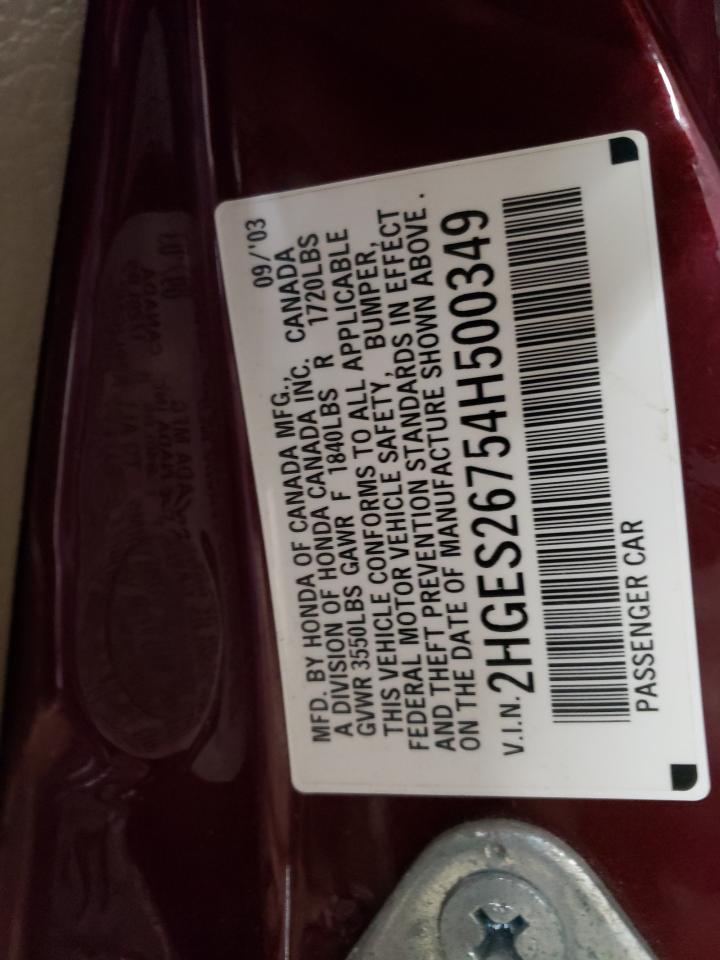 09/'03
MFD. BY HONDA OF CANADA MFG.,
A DIVISION OF HONDA CANADA INC. CANADA
GVWR 3550LBS GAWR F 1840LBS R 1720LBS
THIS VEHICLE CONFORMS TO ALL APPLICABLE
FEDERAL MOTOR VEHICLE SAFETY, BUMPER,
AND THEFT PREVENTION STANDARDS IN EFFECT
ON THE DATE OF MANUFACTURE SHOWN ABOVE.
V.I.N. 2HGES26754H500349
PASSENGER CAR